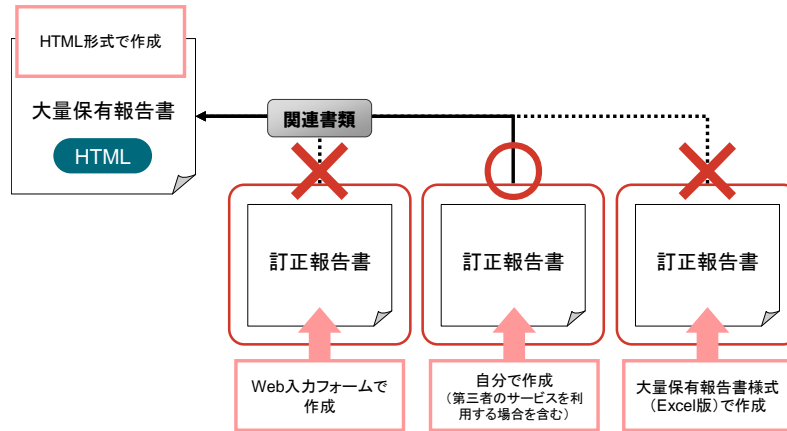 HTML形式で作成
大量保有報告書
HTML
関連書類
訂正報告書
訂正報告書
訂正報告書
Web入力フォームで
作成
自分で作成
（第三者のサービスを利
用する場合を含む）
大量保有報告書様式
（Excel版）で作成